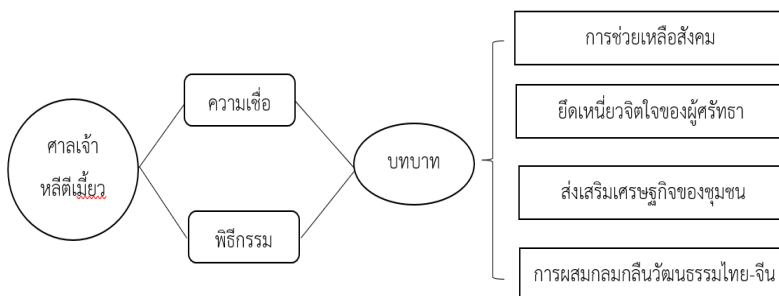 ศาลเจ้า
หลีตีเมี้ยว
ความเชื่อ
พิธีกรรม
บทบาท
การช่วยเหลือสังคม
ยึดเหนี่ยวจิตใจของผู้ศรัทธา
ส่งเสริมเศรษฐกิจของชุมชน
การผสมกลมกลืนวัฒนธรรมไทย-จีน